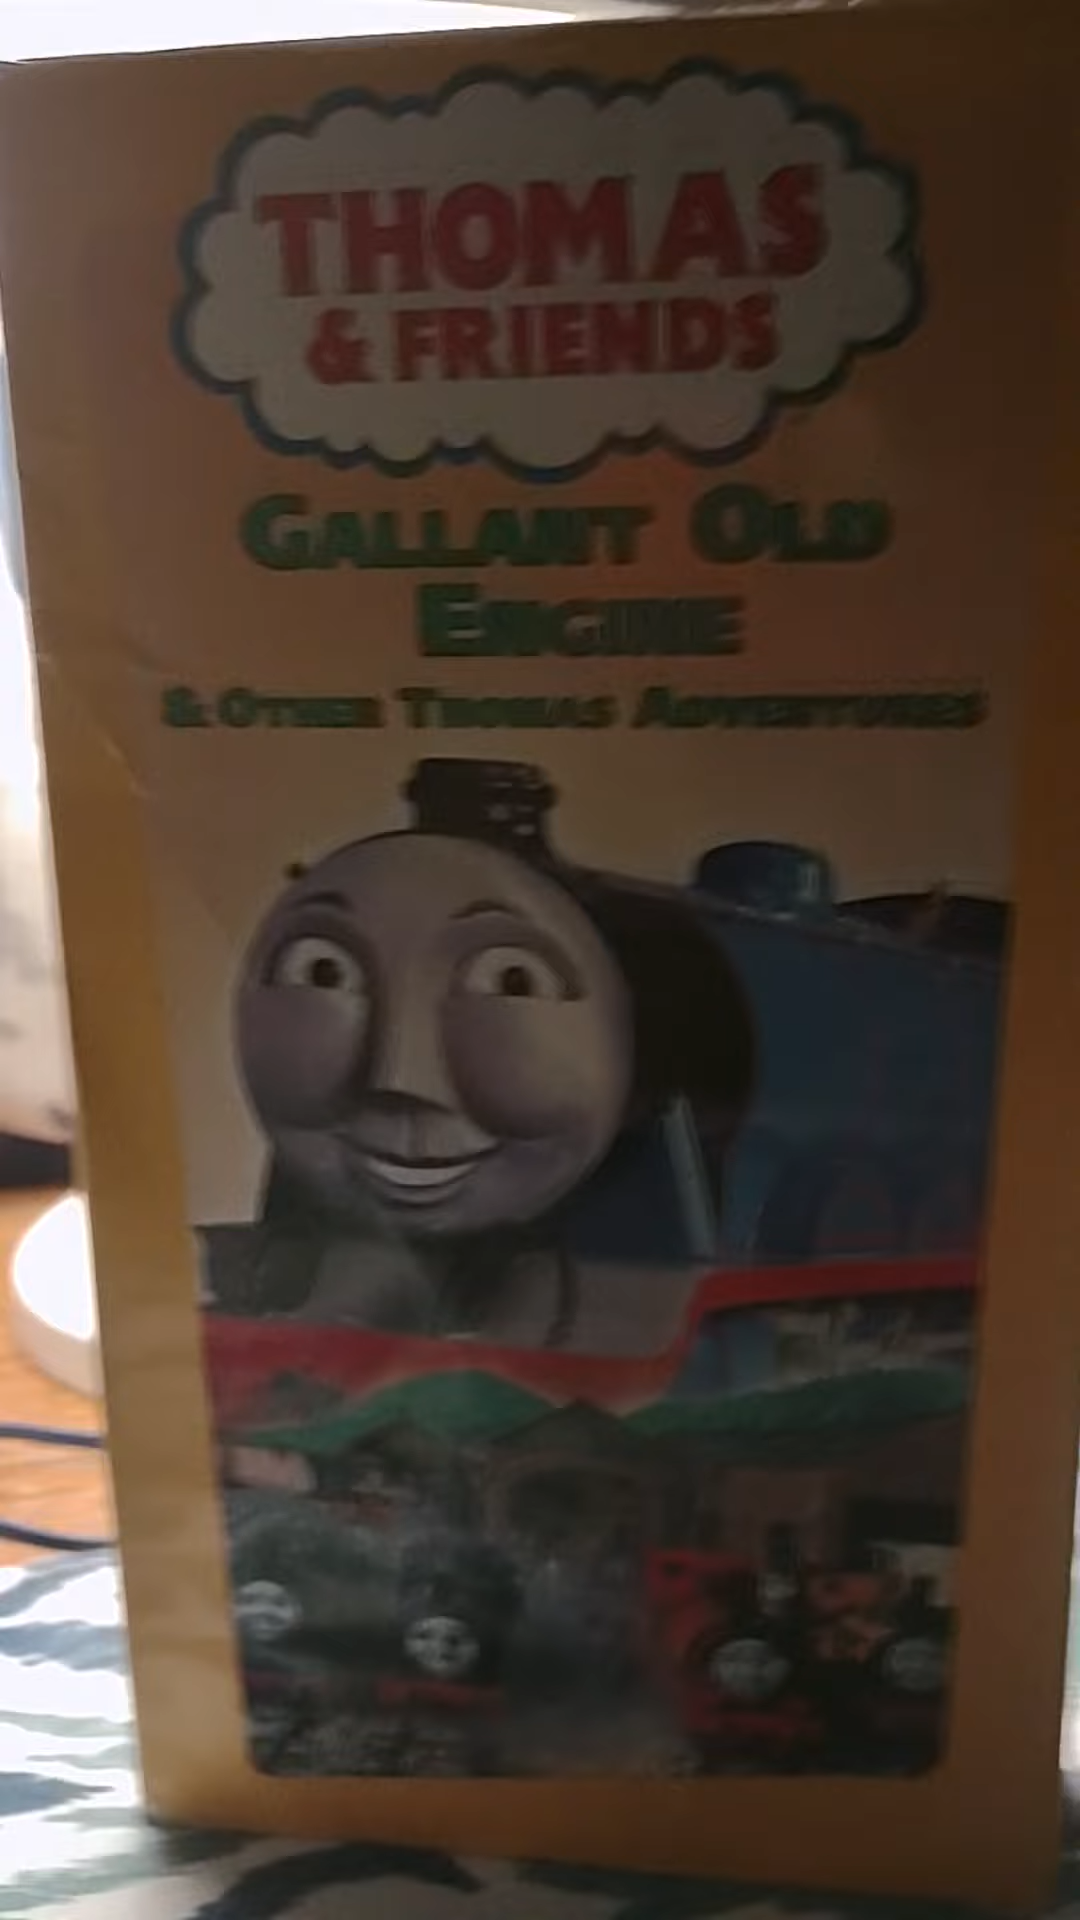 THOMAS
& FRIENDS
GALLANT OLD
ENGINE
& OTHER THOMAS ADVENTURES